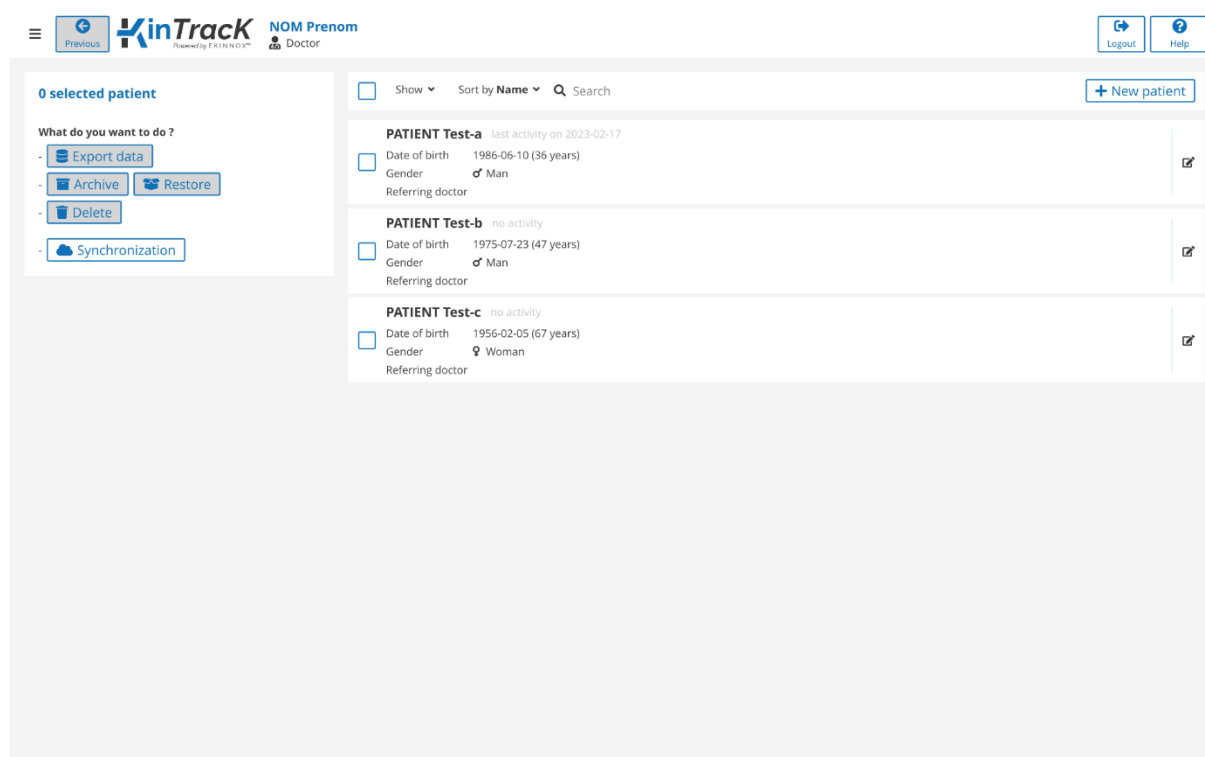 Previous
KinTracK
Powered by EKINNOX™
NOM Prenom
Doctor
Logout
Help
0 selected patient
What do you want to do ?
- Export data
- Archive Restore
- Delete
- Synchronization
Show Sort by Name Search
+ New patient
PATIENT Test-a last activity on 2023-02-17
Date of birth 1986-06-10 (36 years)
Gender Man
Referring doctor
PATIENT Test-b no activity
Date of birth 1975-07-23 (47 years)
Gender Man
Referring doctor
PATIENT Test-c no activity
Date of birth 1956-02-05 (67 years)
Gender Woman
Referring doctor